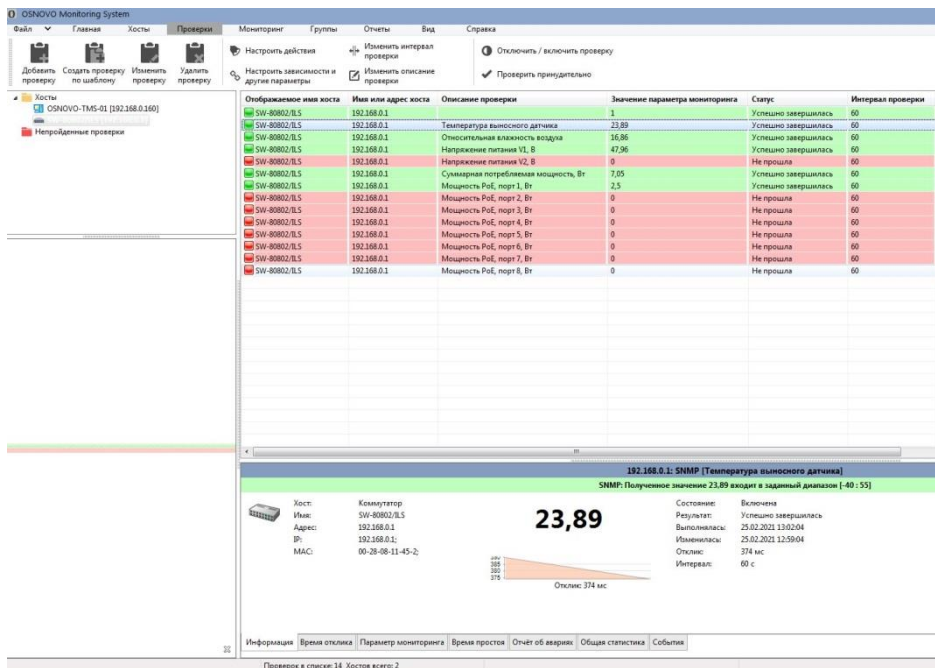 OSNOVO Monitoring System
Файл Главная Хосты Проверки Мониторинг Группы Отчеты Вид Справка
Добавить проверку
Создать проверку по шаблону
Изменить проверку
Удалить проверку
Настроить действия
Настроить зависимости и другие параметры
Изменить интервал проверки
Изменить описание проверки
Отключить / включить проверку
Проверить принудительно
Хосты
OSNOVO-TMS-01 [192.168.0.160]
Непройденные проверки
Отображаемое имя хоста Имя или адрес хоста Описание проверки Значение параметра мониторинга Статус Интервал проверки
SW-80802/ILS 192.168.0.1 1 Успешно завершилась 60
SW-80802/ILS 192.168.0.1 Температура выносного датчика 23,89 Успешно завершилась 60
SW-80802/ILS 192.168.0.1 Относительная влажность воздуха 16,86 Успешно завершилась 60
SW-80802/ILS 192.168.0.1 Напряжение питания V1, В 47,96 Успешно завершилась 60
SW-80802/ILS 192.168.0.1 Напряжение питания V2, В 0 Не прошла 60
SW-80802/ILS 192.168.0.1 Суммарная потребляемая мощность, Вт 7,05 Успешно завершилась 60
SW-80802/ILS 192.168.0.1 Мощность PoE, порт 1, Вт 2,5 Успешно завершилась 60
SW-80802/ILS 192.168.0.1 Мощность PoE, порт 2, Вт 0 Не прошла 60
SW-80802/ILS 192.168.0.1 Мощность PoE, порт 3, Вт 0 Не прошла 60
SW-80802/ILS 192.168.0.1 Мощность PoE, порт 4, Вт 0 Не прошла 60
SW-80802/ILS 192.168.0.1 Мощность PoE, порт 5, Вт 0 Не прошла 60
SW-80802/ILS 192.168.0.1 Мощность PoE, порт 6, Вт 0 Не прошла 60
SW-80802/ILS 192.168.0.1 Мощность PoE, порт 7, Вт 0 Не прошла 60
SW-80802/ILS 192.168.0.1 Мощность PoE, порт 8, Вт 0 Не прошла 60
192.168.0.1: SNMP [Температура выносного датчика]
SNMP: Полученное значение 23,89 входит в заданный диапазон [-40 : 55]
Хост: Коммутатор
Имя: SW-80802/ILS
Адрес: 192.168.0.1
IP: 192.168.0.1;
MAC: 00-28-08-11-45-2;
23,89
385
380
375
Отклик: 374 мс
Состояние: Включена
Результат: Успешно завершилась
Выполнялась: 25.02.2021 13:02:04
Изменилась: 25.02.2021 12:59:04
Отклик: 374 мс
Интервал: 60 с
Информация Время отклика Параметр мониторинга Время простоя Отчёт об авариях Общая статистика События
Проверок в списке: 14 Хостов всего: 2